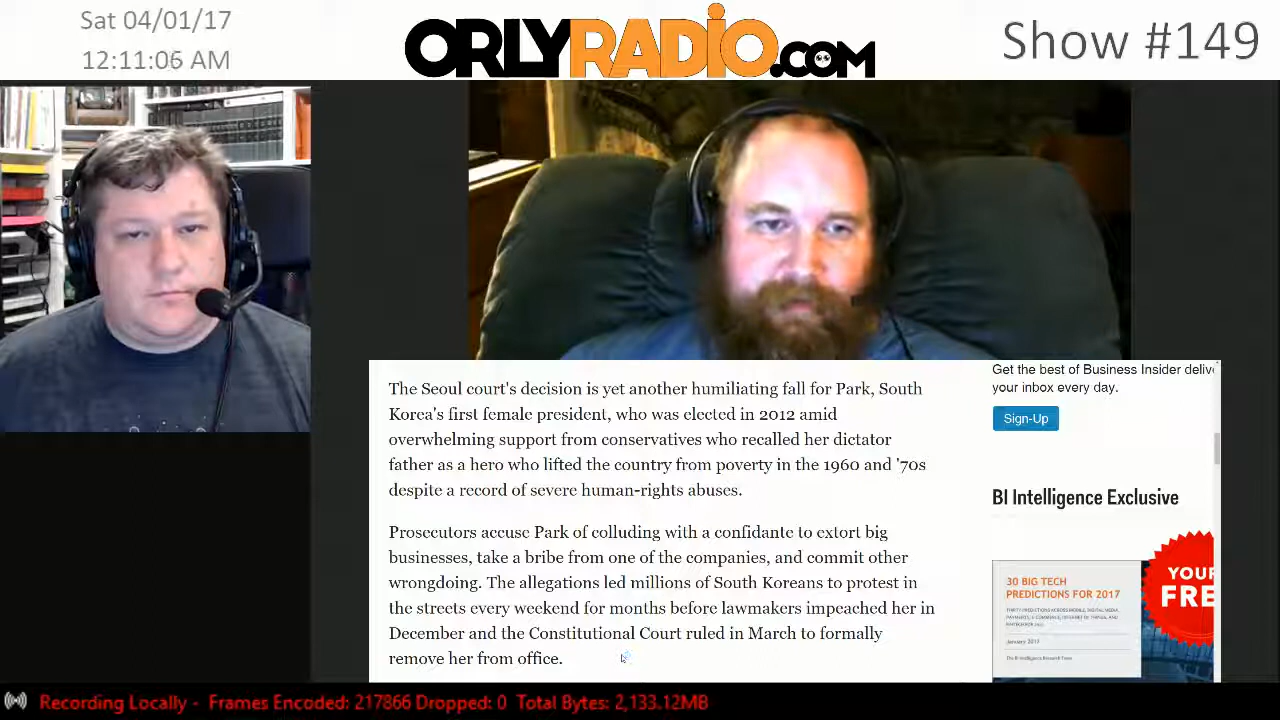 Sat 04/01/17
12:11:06 AM
ORLYRADIO.COM
Show #149
The Seoul court's decision is yet another humiliating fall for Park, South
Korea's first female president, who was elected in 2012 amid
overwhelming support from conservatives who recalled her dictator
father as a hero who lifted the country from poverty in the 1960 and '70s
despite a record of severe human-rights abuses.
Prosecutors accuse Park of colluding with a confidante to extort big
businesses, take a bribe from one of the companies, and commit other
wrongdoing. The allegations led millions of South Koreans to protest in
the streets every weekend for months before lawmakers impeached her in
December and the Constitutional Court ruled in March to formally
remove her from office.
Get the best of Business Insider delive
your inbox every day.
Sign-Up
BI Intelligence Exclusive
30 BIG TECH
PREDICTIONS FOR 2017
January 2017
The BI Intelligence Research Team
YOUR
FRE
Recording Locally - Frames Encoded: 217866 Dropped: 0 Total Bytes: 2,133.12MB